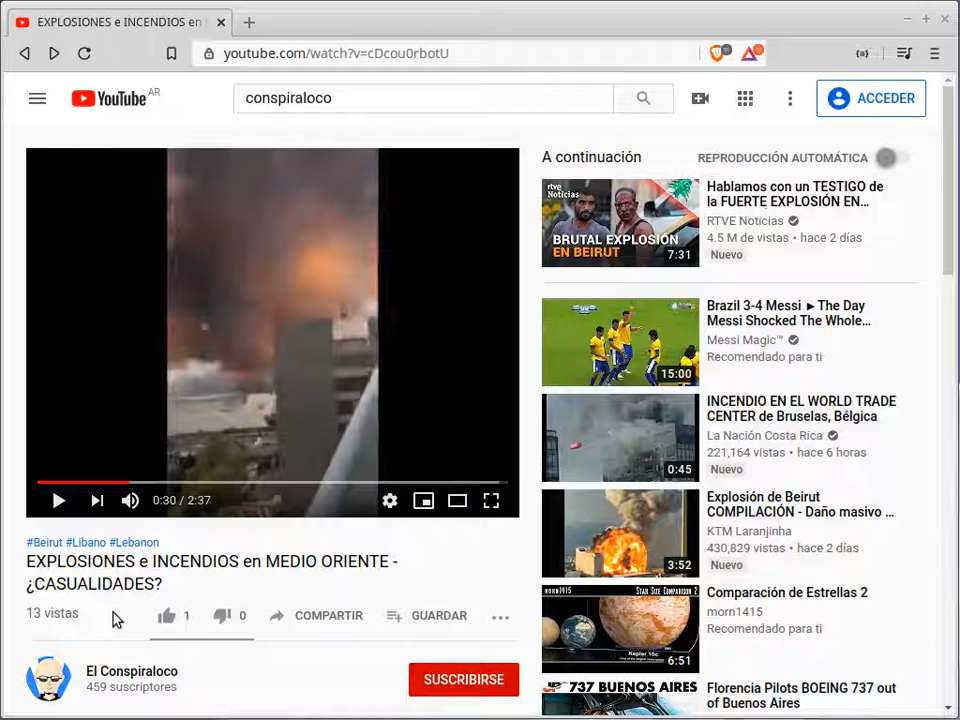 EXPLOSIONES e INCENDIOS en
youtube.com/watch?v=cDcou0rbotU
YouTube AR
conspiraloco
ACCEDER
0:30 / 2:37
#Beirut #Libano #Lebanon
EXPLOSIONES e INCENDIOS en MEDIO ORIENTE -
¿CASUALIDADES?
13 vistas
1
0
COMPARTIR
GUARDAR
El Conspiraloco
459 suscriptores
SUSCRIBIRSE
A continuación
REPRODUCCIÓN AUTOMÁTICA
rtve
Noticias
BRUTAL EXPLOSIÓN
EN BEIRUT
7:31
Hablamos con un TESTIGO de
la FUERTE EXPLOSIÓN EN...
RTVE Noticias
4.5 M de vistas • hace 2 días
Nuevo
15:00
Brazil 3-4 Messi ►The Day
Messi Shocked The Whole...
Messi Magic™
Recomendado para ti
0:45
INCENDIO EN EL WORLD TRADE
CENTER de Bruselas, Bélgica
La Nación Costa Rica
221,164 vistas • hace 6 horas
Nuevo
3:52
Explosión de Beirut
COMPILACIÓN - Daño masivo ...
KTM Laranjinha
430,829 vistas • hace 2 días
Nuevo
morn1415
STAR SIZE COMPARISON 2
Kepler 10c
6:51
Comparación de Estrellas 2
morn1415
Recomendado para ti
737 BUENOS AIRES
Florencia Pilots BOEING 737 out
of Buenos Aires